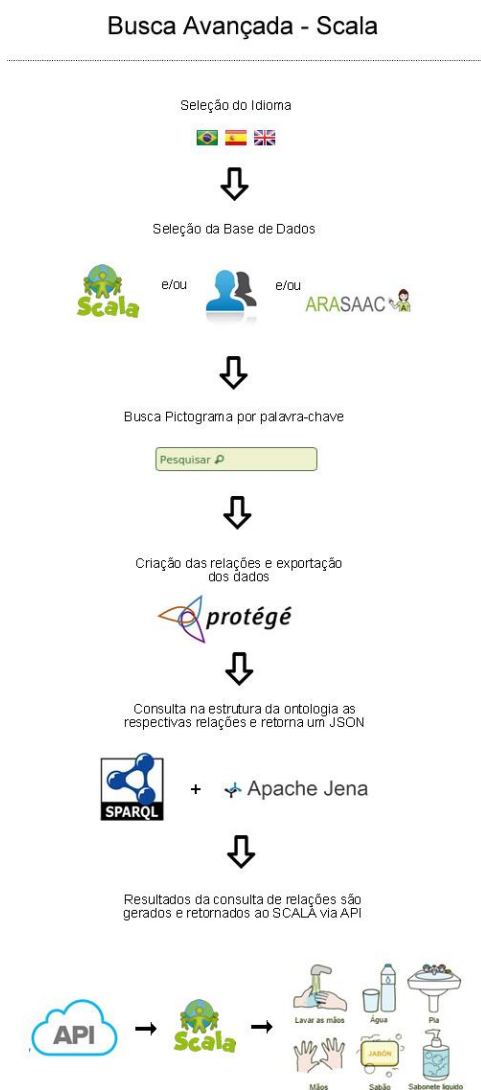 Busca Avançada - Scala
Seleção do Idioma
Seleção da Base de Dados
Scala e/ou e/ou ARASAAC
Busca Pictograma por palavra-chave
Pesquisar
Criação das relações e exportação
dos dados
protégé
Consulta na estrutura da ontologia as
respectivas relações e retorna um JSON
SPARQL + Apache Jena
Resultados da consulta de relações são
gerados e retornados ao SCALA via API
API Scala
Lavar as mãos Água Pia
JABÓN
Mãos Sabão Sabonete líquido